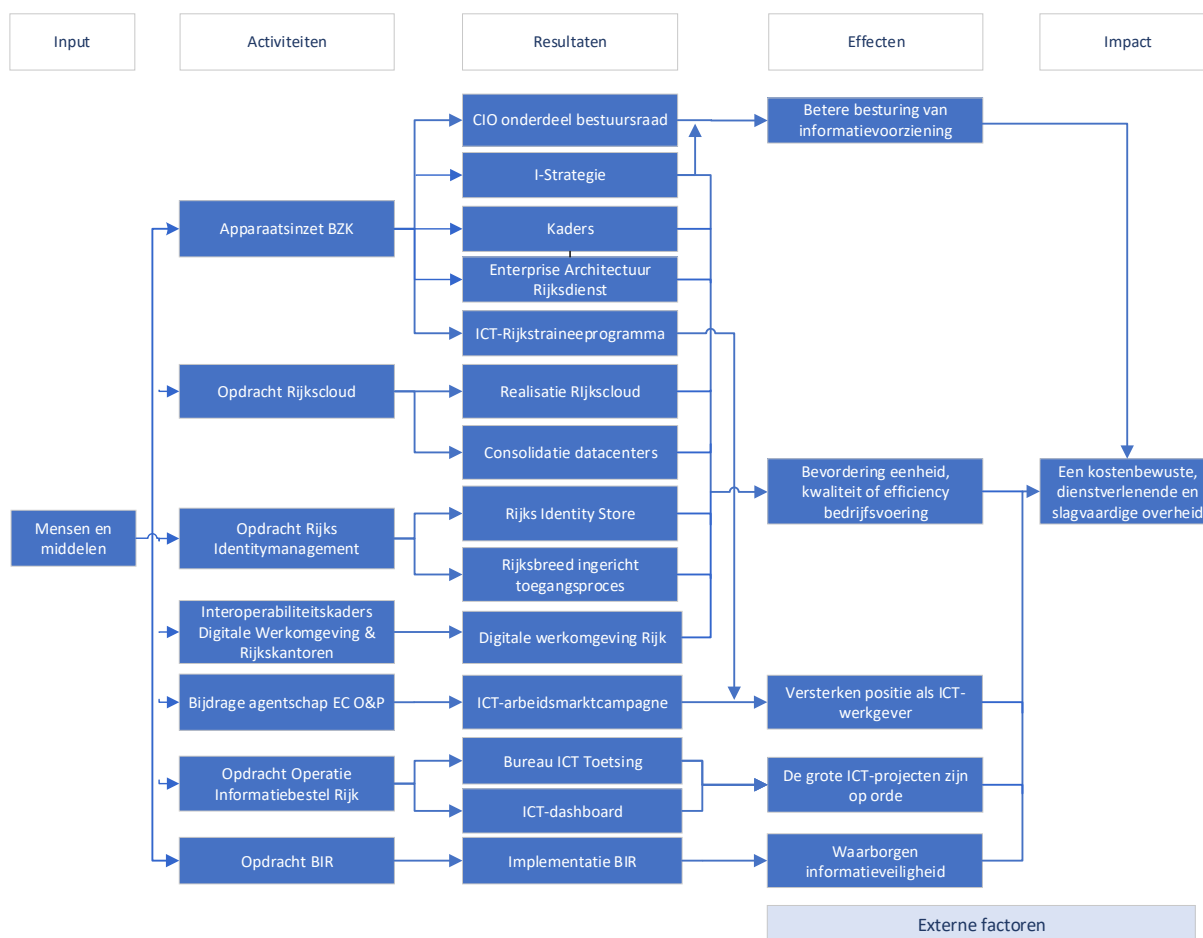 Input
Activiteiten
Resultaten
Effecten
Impact
CIO onderdeel bestuursraad
Betere besturing van
informatievoorziening
I-Strategie
Apparaatsinzet BZK
Kaders
Enterprise Architectuur
Rijksdienst
ICT-Rijkstraineeprogramma
Opdracht Rijkscloud
Realisatie RIjkscloud
Consolidatie datacenters
Bevordering eenheid,
kwaliteit of efficiency
bedrijfsvoering
Een kostenbewuste,
dienstverlenende en
slagvaardige overheid
Mensen en
middelen
Opdracht Rijks
Identitymanagement
Rijks Identity Store
Rijksbreed ingericht
toegangsproces
Interoperabiliteitskaders
Digitale Werkomgeving &
Rijkskantoren
Digitale werkomgeving Rijk
Bijdrage agentschap EC O&P
ICT-arbeidsmarktcampagne
Versterken positie als ICT-
werkgever
Opdracht Operatie
Informatiebestel Rijk
Bureau ICT Toetsing
ICT-dashboard
De grote ICT-projecten zijn
op orde
Opdracht BIR
Implementatie BIR
Waarborgen
informatieveiligheid
Externe factoren